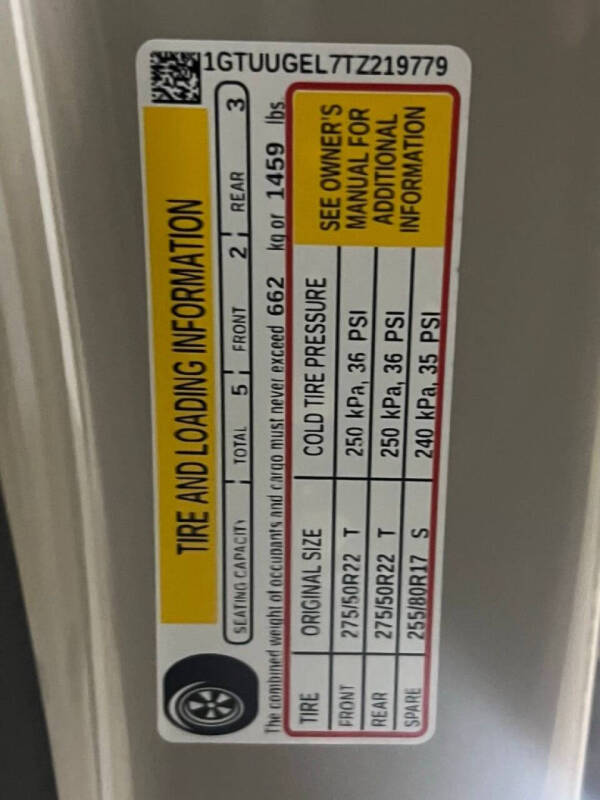 1GTUUGEL7TZ219779
TIRE AND LOADING INFORMATION
SEATING CAPACITY TOTAL 5 FRONT 2 REAR 3
The combined weight of occupants and cargo must never exceed 662 kg or 1459 lbs
TIRE ORIGINAL SIZE COLD TIRE PRESSURE
FRONT 275/50R22 T 250 kPa, 36 PSI
REAR 275/50R22 T 250 kPa, 36 PSI
SPARE 255/80R17 S 240 kPa, 35 PSI
SEE OWNER'S
MANUAL FOR
ADDITIONAL
INFORMATION